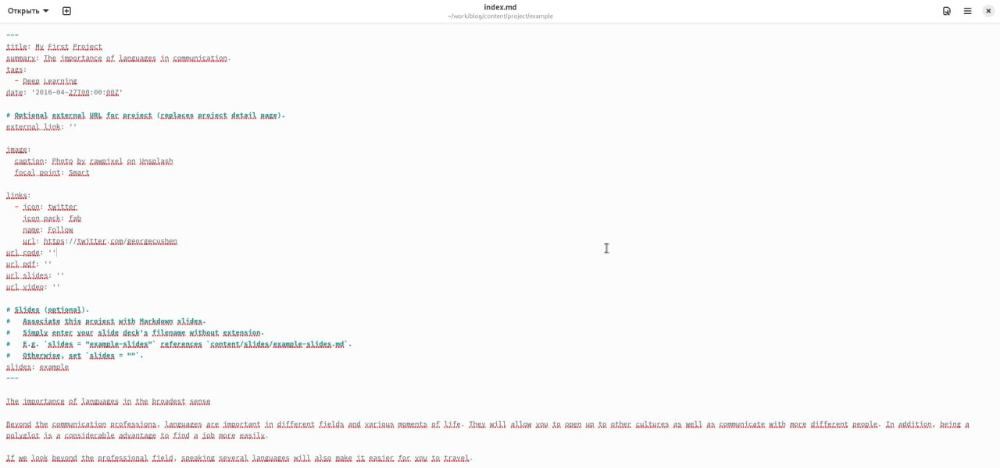 Открыть
index.md
~/work/blog/content/project/example
---
title: My First Project
summary: The importance of languages in communication.
tags:
  - Deep Learning
date: '2016-04-27T00:00:00Z'

# Optional external URL for project (replaces project detail page).
external_link: ''

image:
  caption: Photo by rawpixel on Unsplash
  focal_point: Smart

links:
  - icon: twitter
    icon_pack: fab
    name: Follow
    url: https://twitter.com/georgecushen
url_code: ''
url_pdf: ''
url_slides: ''
url_video: ''

# Slides (optional).
#   Associate this project with Markdown slides.
#   Simply enter your slide deck's filename without extension.
#   E.g. `slides = "example-slides"` references `content/slides/example-slides.md`.
#   Otherwise, set `slides = ""`.
slides: example
---

The importance of languages in the broadest sense

Beyond the communication professions, languages are important in different fields and various moments of life. They will allow you to open up to other cultures as well as communicate with more different people. In addition, being a
polyglot is a considerable advantage to find a job more easily.

If we look beyond the professional field, speaking several languages will also make it easier for you to travel.